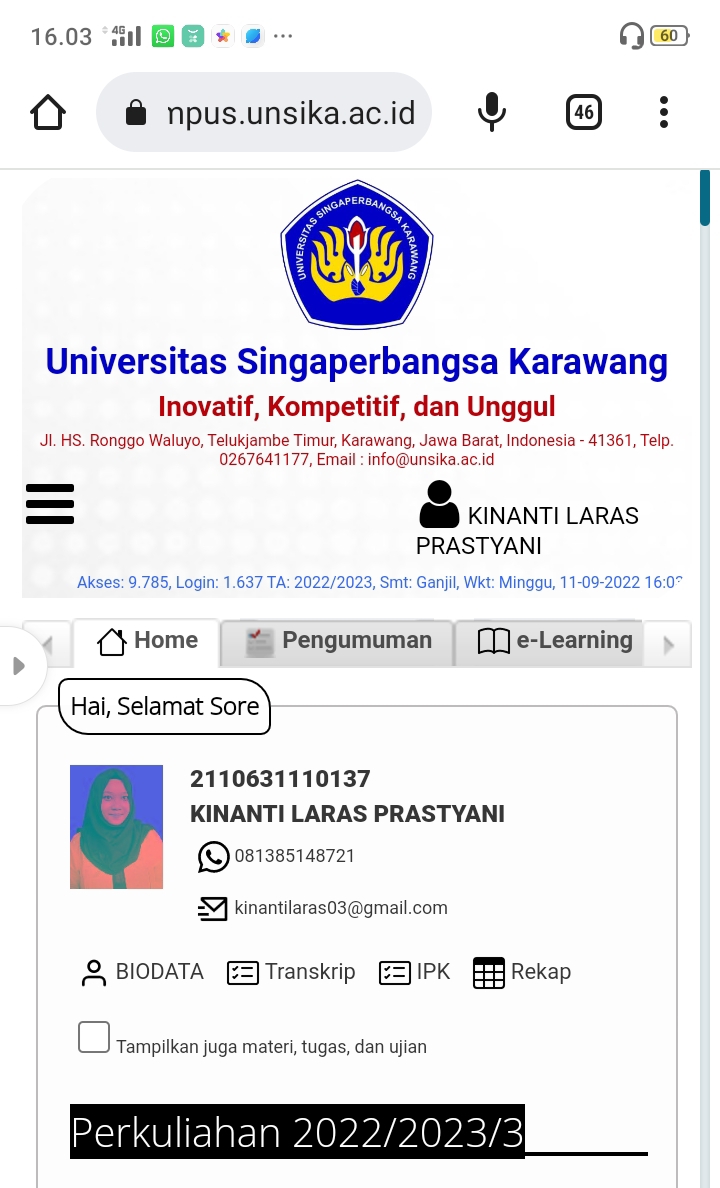 16.03
4G
60
npus.unsika.ac.id
46
UNIVERSITAS SINGAPERBANGSA KARAWANG
Universitas Singaperbangsa Karawang
Inovatif, Kompetitif, dan Unggul
Jl. HS. Ronggo Waluyo, Telukjambe Timur, Karawang, Jawa Barat, Indonesia - 41361, Telp.
0267641177, Email : info@unsika.ac.id
KINANTI LARAS
PRASTYANI
Akses: 9.785, Login: 1.637 TA: 2022/2023, Smt: Ganjil, Wkt: Minggu, 11-09-2022 16:0
Home
Pengumuman
e-Learning
Hai, Selamat Sore
2110631110137
KINANTI LARAS PRASTYANI
081385148721
kinantilaras03@gmail.com
BIODATA Transkrip IPK Rekap
Tampilkan juga materi, tugas, dan ujian
Perkuliahan 2022/2023/3